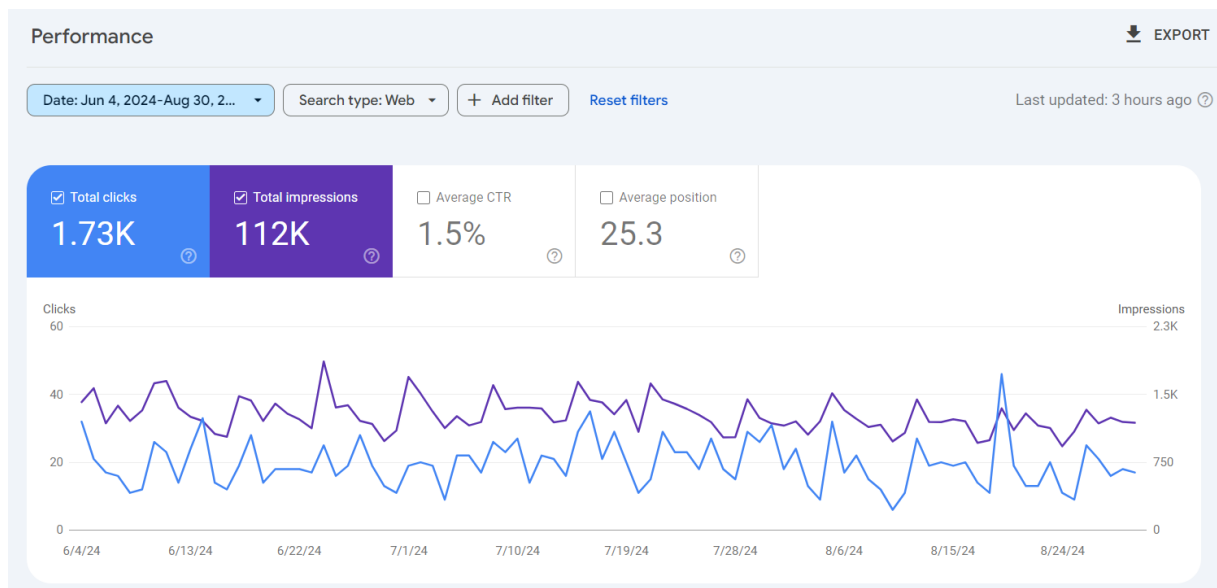 Performance
EXPORT
Date: Jun 4, 2024-Aug 30, 2...
Search type: Web
+ Add filter
Reset filters
Last updated: 3 hours ago
Total clicks
1.73K
Total impressions
112K
Average CTR
1.5%
Average position
25.3
Clicks
Impressions
60
2.3K
40
1.5K
20
750
0
0
6/4/24 6/13/24 6/22/24 7/1/24 7/10/24 7/19/24 7/28/24 8/6/24 8/15/24 8/24/24